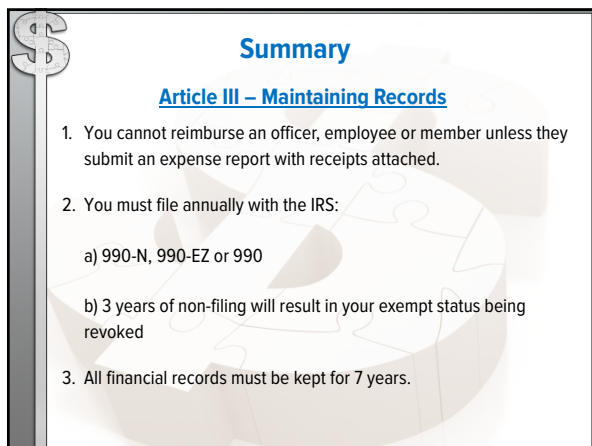 Summary
Article III – Maintaining Records
1. You cannot reimburse an officer, employee or member unless they
submit an expense report with receipts attached.
2. You must file annually with the IRS:
a) 990-N, 990-EZ or 990
b) 3 years of non-filing will result in your exempt status being
revoked
3. All financial records must be kept for 7 years.